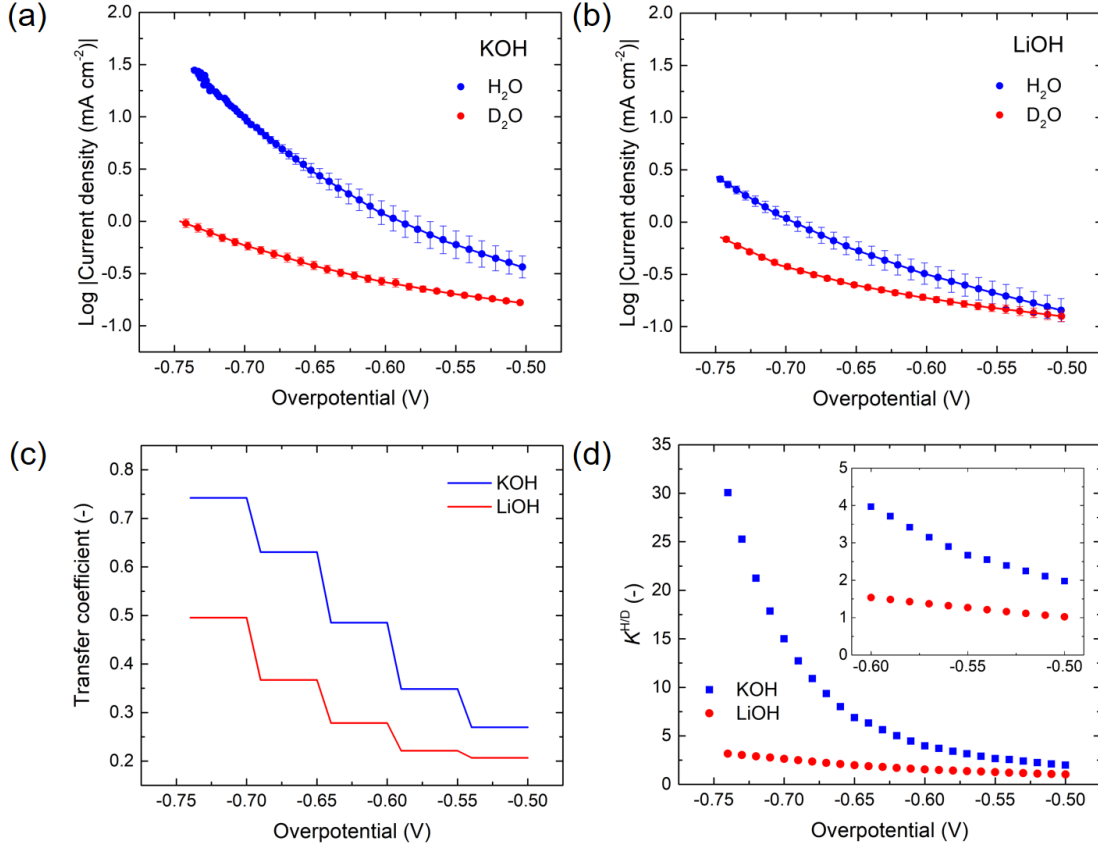 (a)
KOH
H₂O
D₂O
2.0
1.5
1.0
0.5
0.0
-0.5
-1.0
Log |Current density (mA cm⁻²)|
-0.75 -0.70 -0.65 -0.60 -0.55 -0.50
Overpotential (V)
(b)
LiOH
H₂O
D₂O
2.0
1.5
1.0
0.5
0.0
-0.5
-1.0
Log |Current density (mA cm⁻²)|
-0.75 -0.70 -0.65 -0.60 -0.55 -0.50
Overpotential (V)
(c)
KOH
LiOH
0.8
0.7
0.6
0.5
0.4
0.3
0.2
Transfer coefficient (-)
-0.75 -0.70 -0.65 -0.60 -0.55 -0.50
Overpotential (V)
(d)
35
30
25
20
15
10
5
0
K^H/D (-)
5
4
3
2
1
0
-0.60 -0.55 -0.50
KOH
LiOH
-0.75 -0.70 -0.65 -0.60 -0.55 -0.50
Overpotential (V)